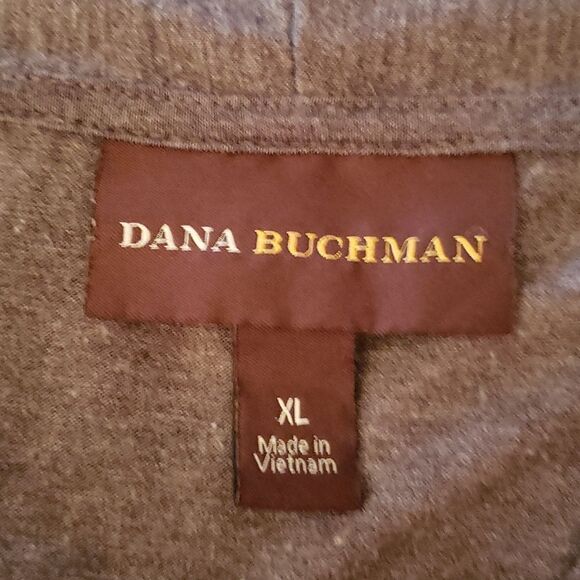 DANA BUCHMAN
XL
Made in
Vietnam